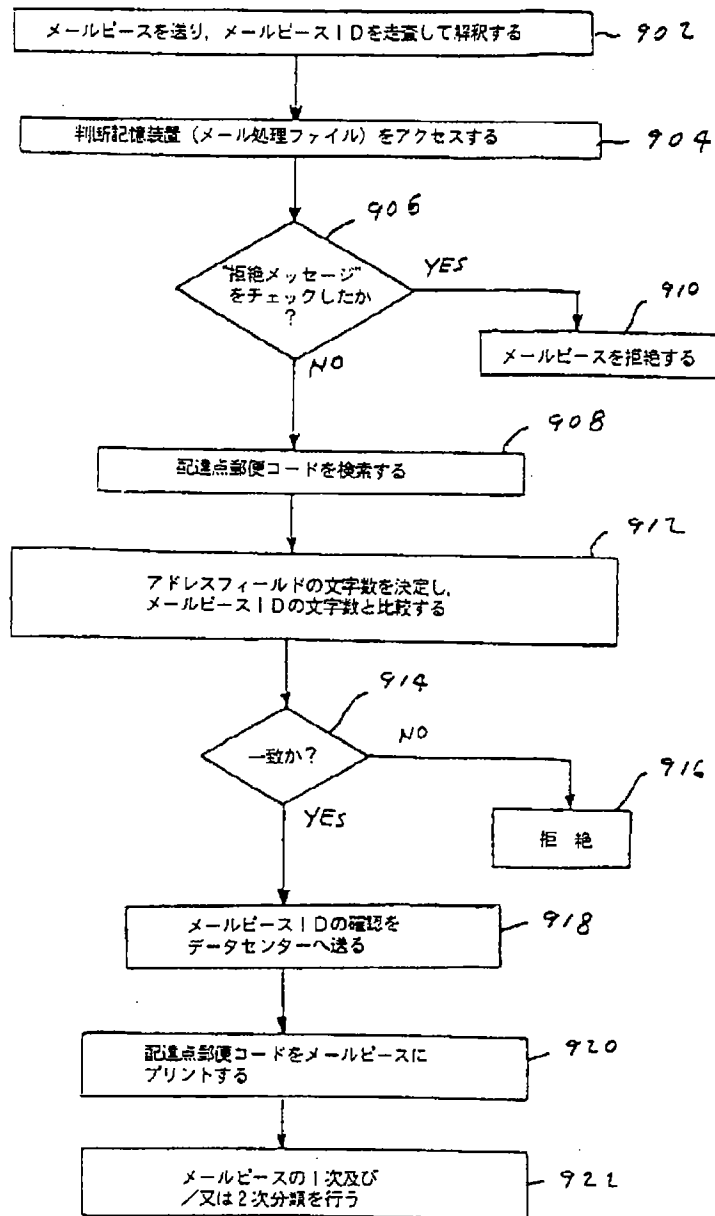 メールピースを送り，メールピースIDを走査して解釈する
902
判断記憶装置（メール処理ファイル）をアクセスする
904
906
"拒絶メッセージ"
をチェックしたか
？
YES
910
メールピースを拒絶する
NO
908
配達点郵便コードを検索する
912
アドレスフィールドの文字数を決定し，
メールピースIDの文字数と比較する
914
一致か？
NO
916
拒 絶
YES
メールピースIDの確認を
データセンターへ送る
918
配達点郵便コードをメールピースに
プリントする
920
メールピースの1次及び
／又は2次分類を行う
922